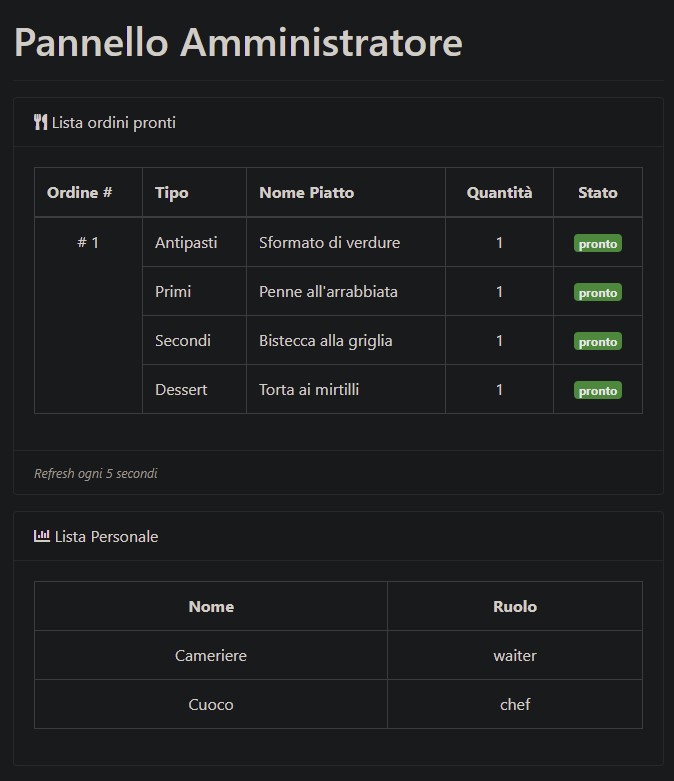 Pannello Amministratore
Lista ordini pronti
Ordine # Tipo Nome Piatto Quantità Stato
# 1 Antipasti Sformato di verdure 1 pronto
Primi Penne all'arrabbiata 1 pronto
Secondi Bistecca alla griglia 1 pronto
Dessert Torta ai mirtilli 1 pronto
Refresh ogni 5 secondi
Lista Personale
Nome Ruolo
Cameriere waiter
Cuoco chef